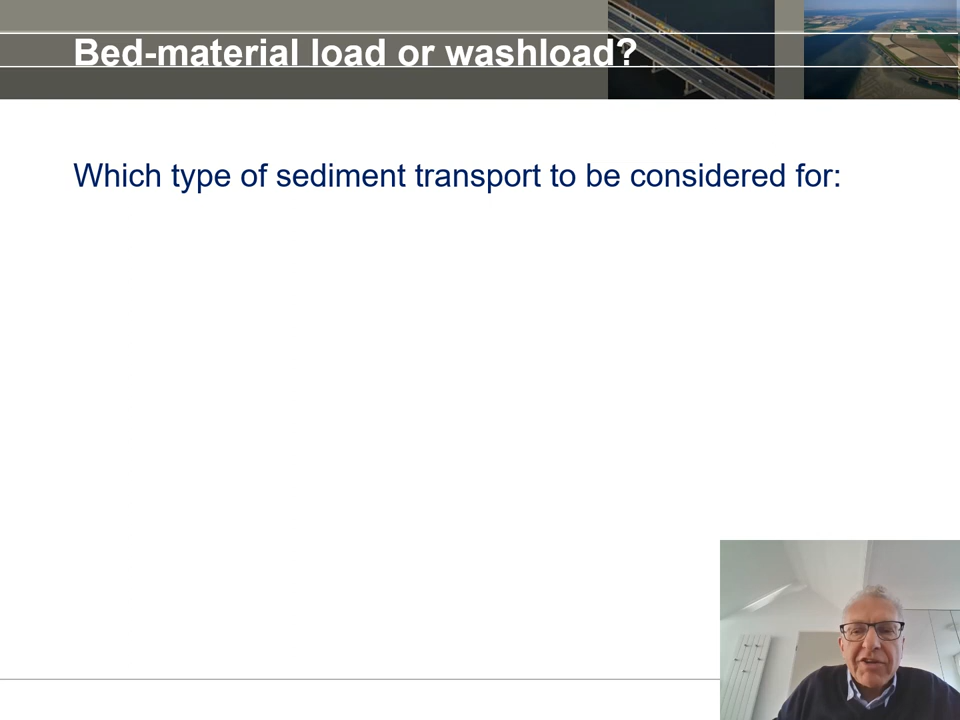 Bed-material load or washload?
Which type of sediment transport to be considered for: